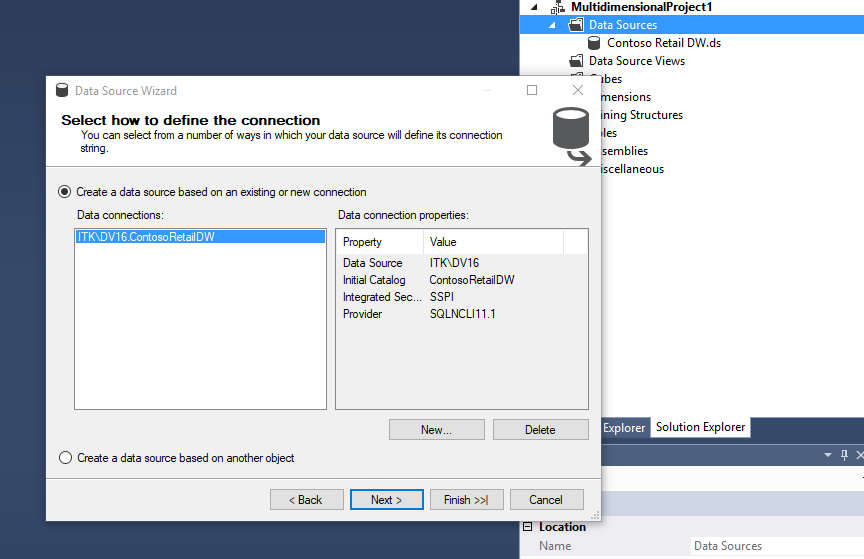 MultidimensionalProject1
Data Sources
Contoso Retail DW.ds
Data Source Views
ubes
mensions
ining Structures
les
ssemblies
iscellaneous
Data Source Wizard
Select how to define the connection
You can select from a number of ways in which your data source will define its connection
string.
Create a data source based on an existing or new connection
Data connections:
Data connection properties:
ITK\DV16.ContosoRetailDW
Property Value
Data Source ITK\DV16
Initial Catalog ContosoRetailDW
Integrated Sec... SSPI
Provider SQLNCLI11.1
New... Delete
Create a data source based on another object
< Back Next > Finish >>| Cancel
Explorer Solution Explorer
Location
Name Data Sources